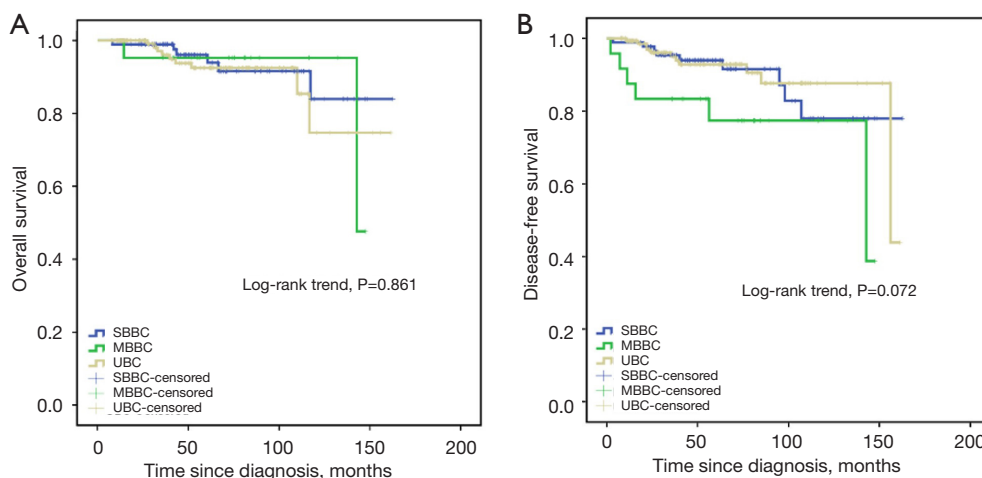 A
1.0
0.8
0.6
0.4
0.2
0.0
Overall survival
Log-rank trend, P=0.861
SBBC
MBBC
UBC
SBBC-censored
MBBC-censored
UBC-censored
0 50 100 150 200
Time since diagnosis, months
B
1.0
0.8
0.6
0.4
0.2
0.0
Disease-free survival
Log-rank trend, P=0.072
SBBC
MBBC
UBC
SBBC-censored
MBBC-censored
UBC-censored
0 50 100 150 200
Time since diagnosis, months